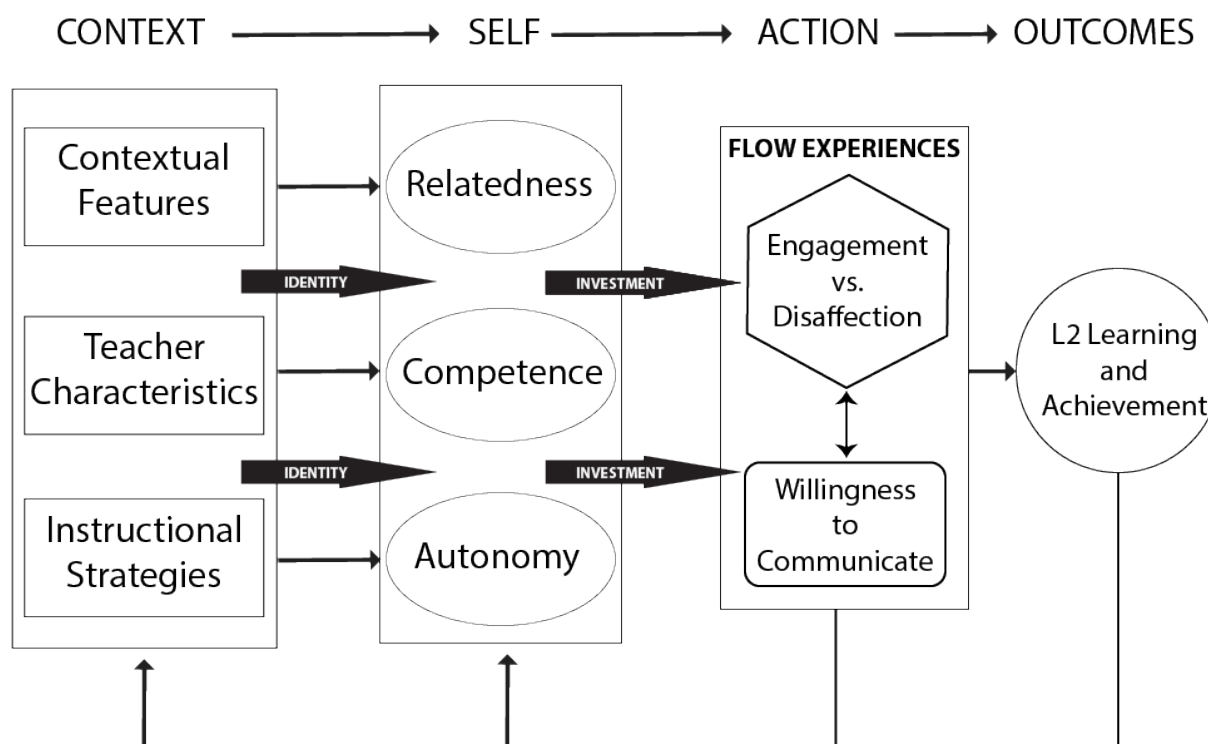 CONTEXT SELF ACTION OUTCOMES
Contextual
Features
Teacher
Characteristics
Instructional
Strategies
IDENTITY
IDENTITY
Relatedness
Competence
Autonomy
INVESTMENT
INVESTMENT
FLOW EXPERIENCES
Engagement
vs.
Disaffection
Willingness
to
Communicate
L2 Learning
and
Achievement